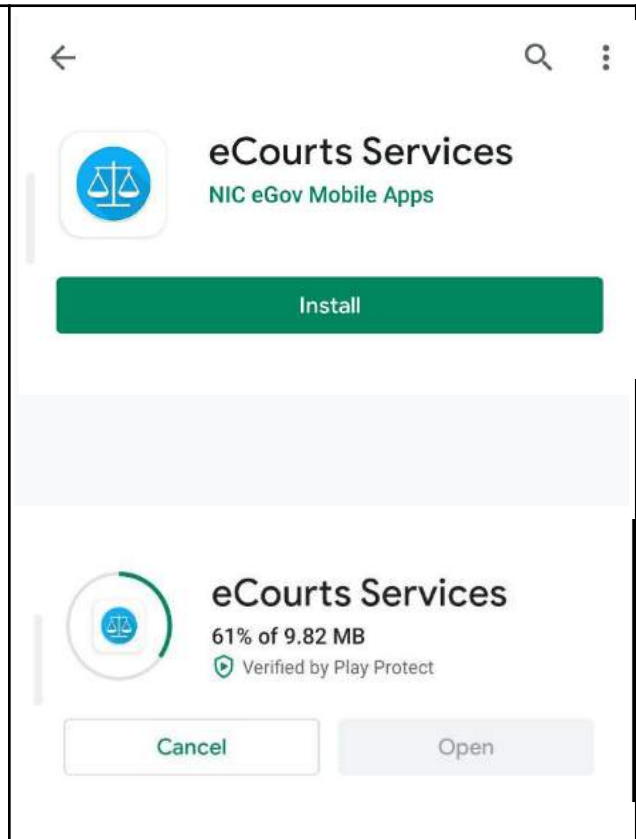 eCourts Services
NIC eGov Mobile Apps
Install
eCourts Services
61% of 9.82 MB
Verified by Play Protect
Cancel
Open